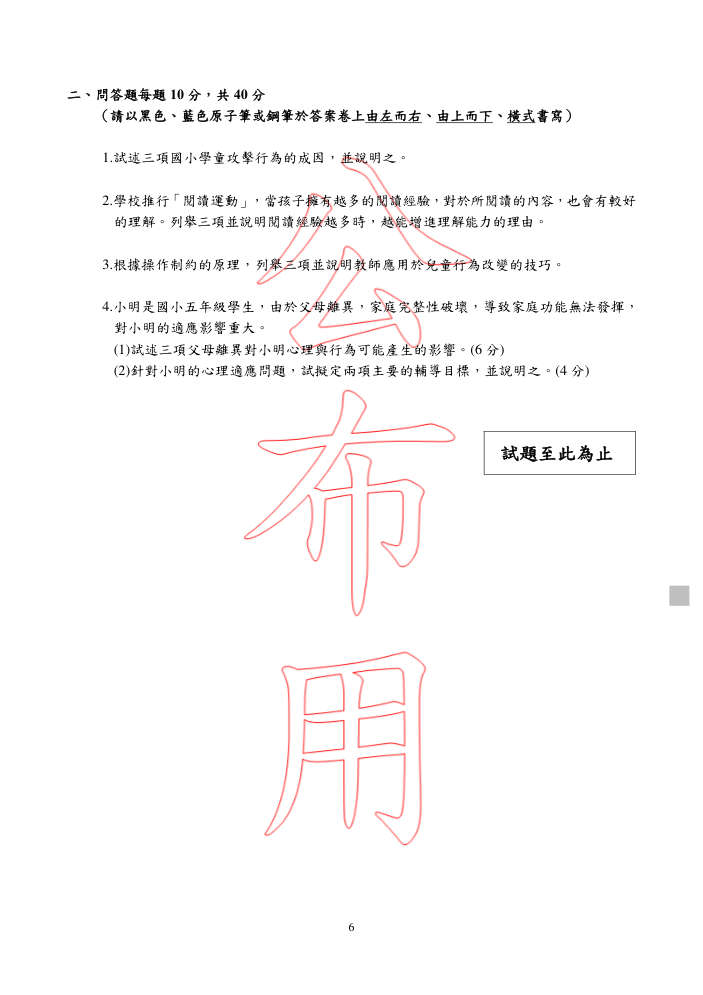 二、問答題每題 10 分，共 40 分
（請以黑色、藍色原子筆或鋼筆於答案卷上由左而右、由上而下、橫式書寫）
1.試述三項國小學童攻擊行為的成因，並說明之。
2.學校推行「閱讀運動」，當孩子擁有越多的閱讀經驗，對於所閱讀的內容，也會有較好
的理解。列舉三項並說明閱讀經驗越多時，越能增進理解能力的理由。
3.根據操作制約的原理，列舉三項並說明教師應用於兒童行為改變的技巧。
4.小明是國小五年級學生，由於父母離異，家庭完整性破壞，導致家庭功能無法發揮，
對小明的適應影響重大。
(1)試述三項父母離異對小明心理與行為可能產生的影響。(6 分)
(2)針對小明的心理適應問題，試擬定兩項主要的輔導目標，並說明之。(4 分)
試題至此為止
公
布
用
6